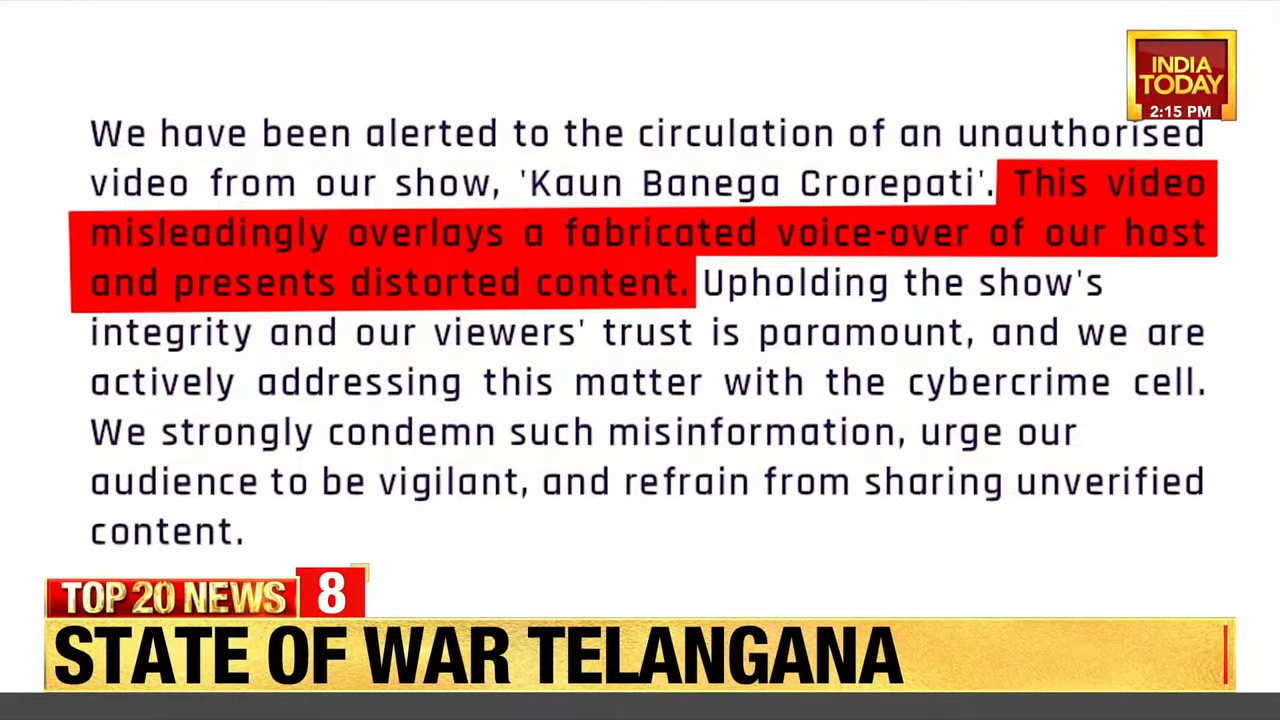 INDIA
TODAY
2:15 PM
We have been alerted to the circulation of an unauthorised
video from our show, 'Kaun Banega Crorepati'. This video
misleadingly overlays a fabricated voice-over of our host
and presents distorted content. Upholding the show's
integrity and our viewers' trust is paramount, and we are
actively addressing this matter with the cybercrime cell.
We strongly condemn such misinformation, urge our
audience to be vigilant, and refrain from sharing unverified
content.
TOP 20 NEWS 8
STATE OF WAR TELANGANA